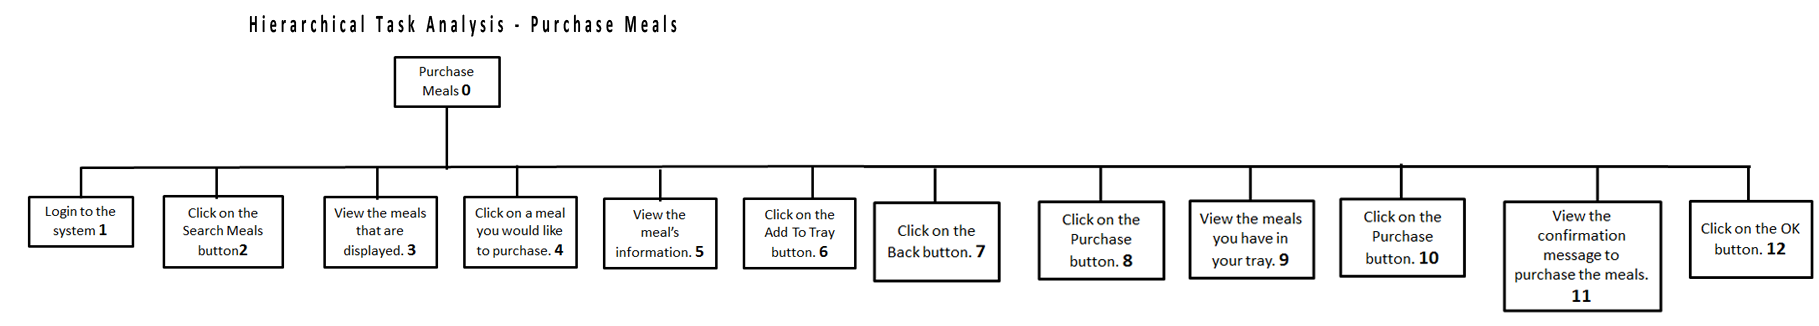 Hierarchical Task Analysis - Purchase Meals
Purchase
Meals 0
Login to the
system 1
Click on the
Search Meals
button2
View the meals
that are
displayed. 3
Click on a meal
you would like
to purchase. 4
View the
meal's
information. 5
Click on the
Add To Tray
button. 6
Click on the
Back button. 7
Click on the
Purchase
button. 8
View the meals
you have in
your tray. 9
Click on the
Purchase
button. 10
View the
confirmation
message to
purchase the meals.
11
Click on the OK
button. 12